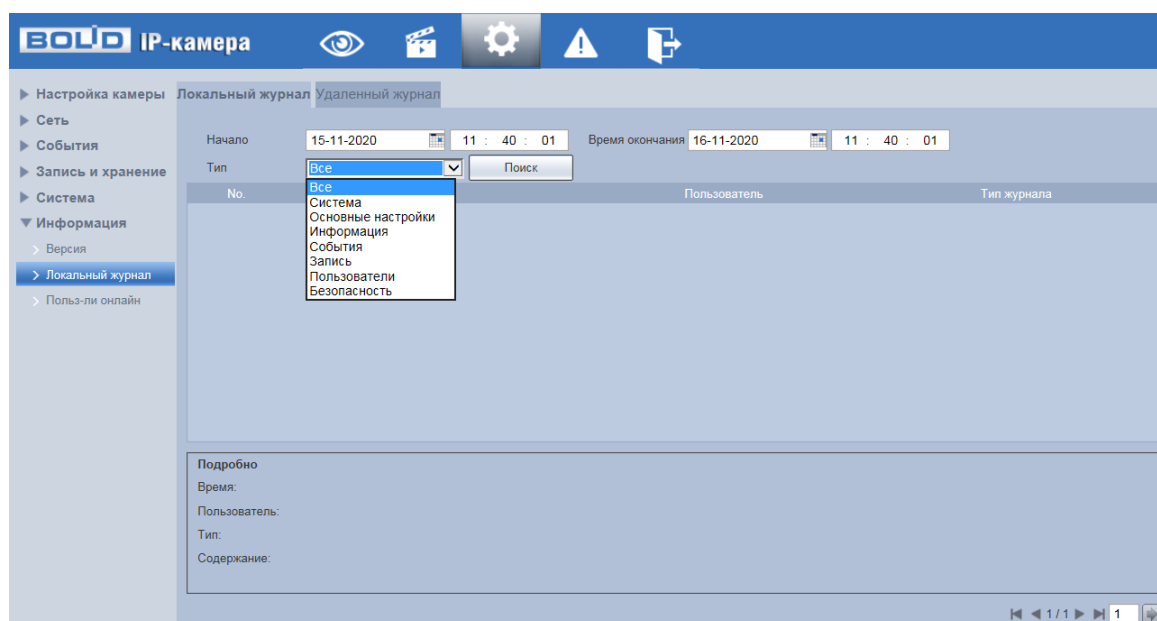 BOLID IP-камера
Настройка камеры
Сеть
События
Запись и хранение
Система
Информация
Версия
Локальный журнал
Польз-ли онлайн
Локальный журнал Удаленный журнал
Начало 15-11-2020 11 : 40 : 01 Время окончания 16-11-2020 11 : 40 : 01
Тип Все Поиск
No. Пользователь Тип журнала
Все
Система
Основные настройки
Информация
События
Запись
Пользователи
Безопасность
Подробно
Время:
Пользователь:
Тип:
Содержание:
1 / 1 1